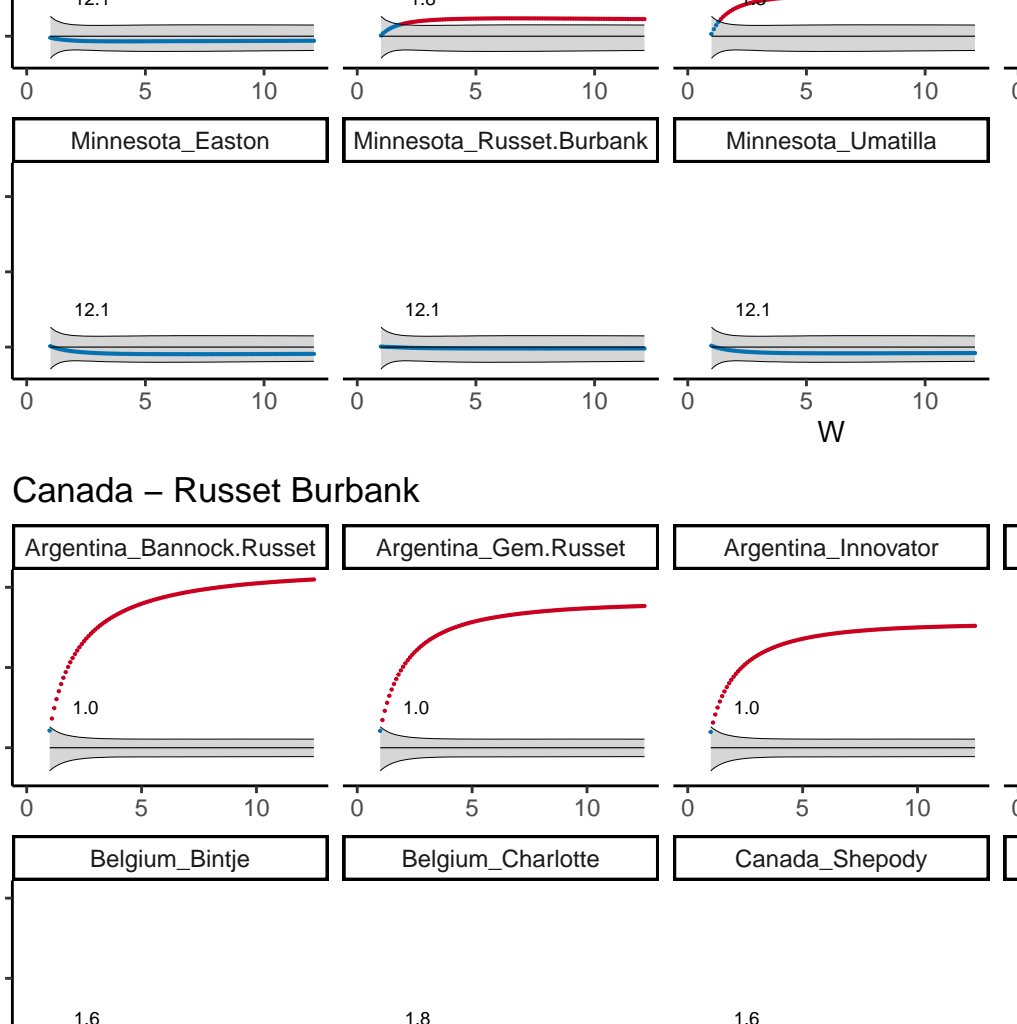 12.1 1.8 1.5
0 5 10 0 5 10 0 5 10
Minnesota_Easton Minnesota_Russet.Burbank Minnesota_Umatilla
12.1 12.1 12.1
0 5 10 0 5 10 0 5 10
W
Canada – Russet Burbank
Argentina_Bannock.Russet Argentina_Gem.Russet Argentina_Innovator
1.0 1.0 1.0
0 5 10 0 5 10 0 5 10
Belgium_Bintje Belgium_Charlotte Canada_Shepody
1.6 1.8 1.6